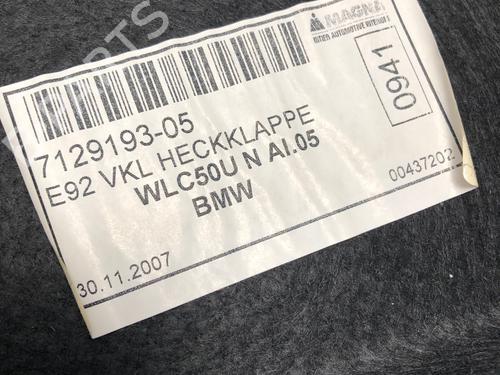 MAGNA
7129193-05
E92 VKL HECKKLAPPE
WLC50U N AI.05
BMW
0941
00437202
30.11.2007